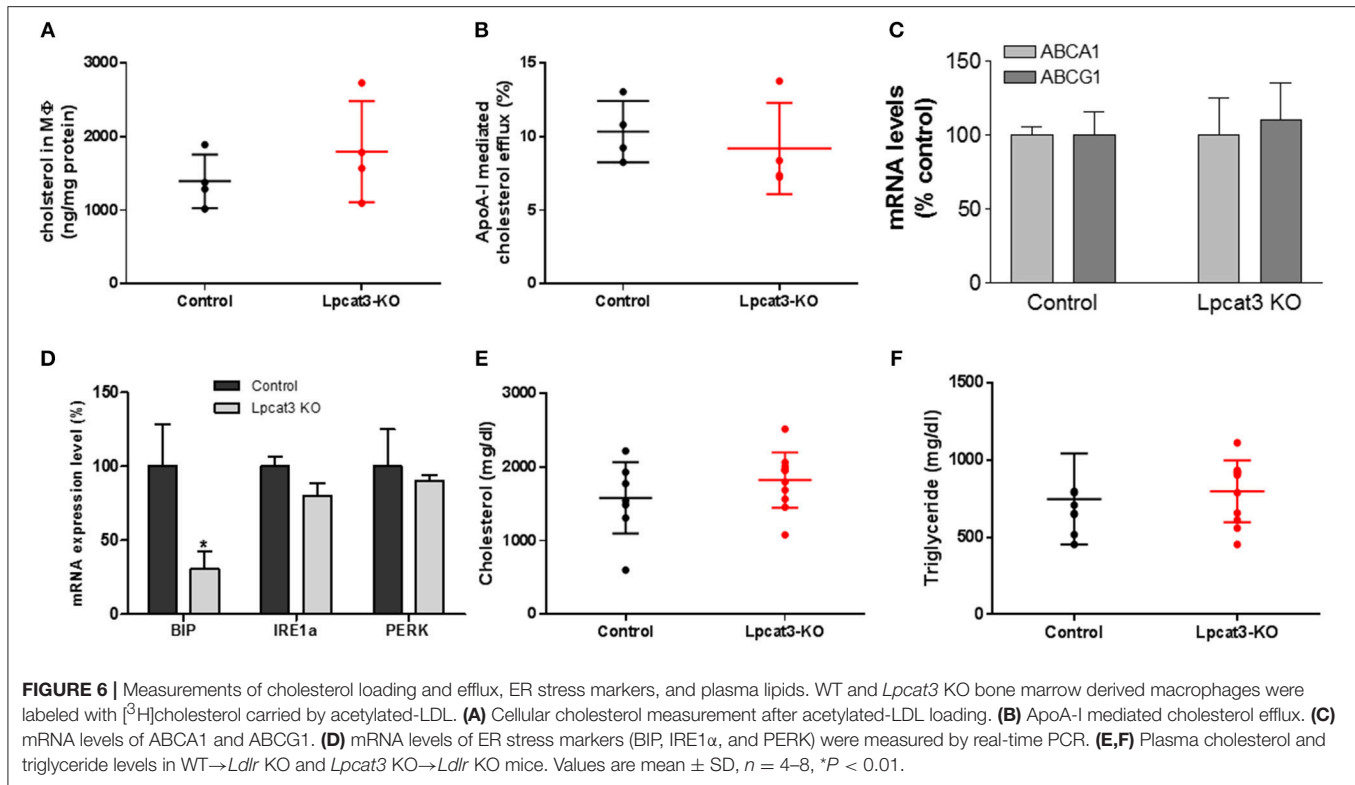 A
cholsterol in MΦ
(ng/mg protein)
3000
2000
1000
0
Control
Lpcat3-KO
B
ApoA-I mediated
cholesterol efflux (%)
15
10
5
0
Control
Lpcat3-KO
C
mRNA levels
(% control)
150
100
50
0
ABCA1
ABCG1
Control
Lpcat3 KO
D
mRNA expression level (%)
150
100
50
0
Control
Lpcat3 KO
*
BIP
IRE1a
PERK
E
Cholesterol (mg/dl)
3000
2000
1000
0
Control
Lpcat3-KO
F
Triglyceride (mg/dl)
1500
1000
500
0
Control
Lpcat3-KO
FIGURE 6 | Measurements of cholesterol loading and efflux, ER stress markers, and plasma lipids. WT and Lpcat3 KO bone marrow derived macrophages were
labeled with [³H]cholesterol carried by acetylated-LDL. (A) Cellular cholesterol measurement after acetylated-LDL loading. (B) ApoA-I mediated cholesterol efflux. (C)
mRNA levels of ABCA1 and ABCG1. (D) mRNA levels of ER stress markers (BIP, IRE1α, and PERK) were measured by real-time PCR. (E,F) Plasma cholesterol and
triglyceride levels in WT→Ldlr KO and Lpcat3 KO→Ldlr KO mice. Values are mean ± SD, n = 4–8, *P < 0.01.